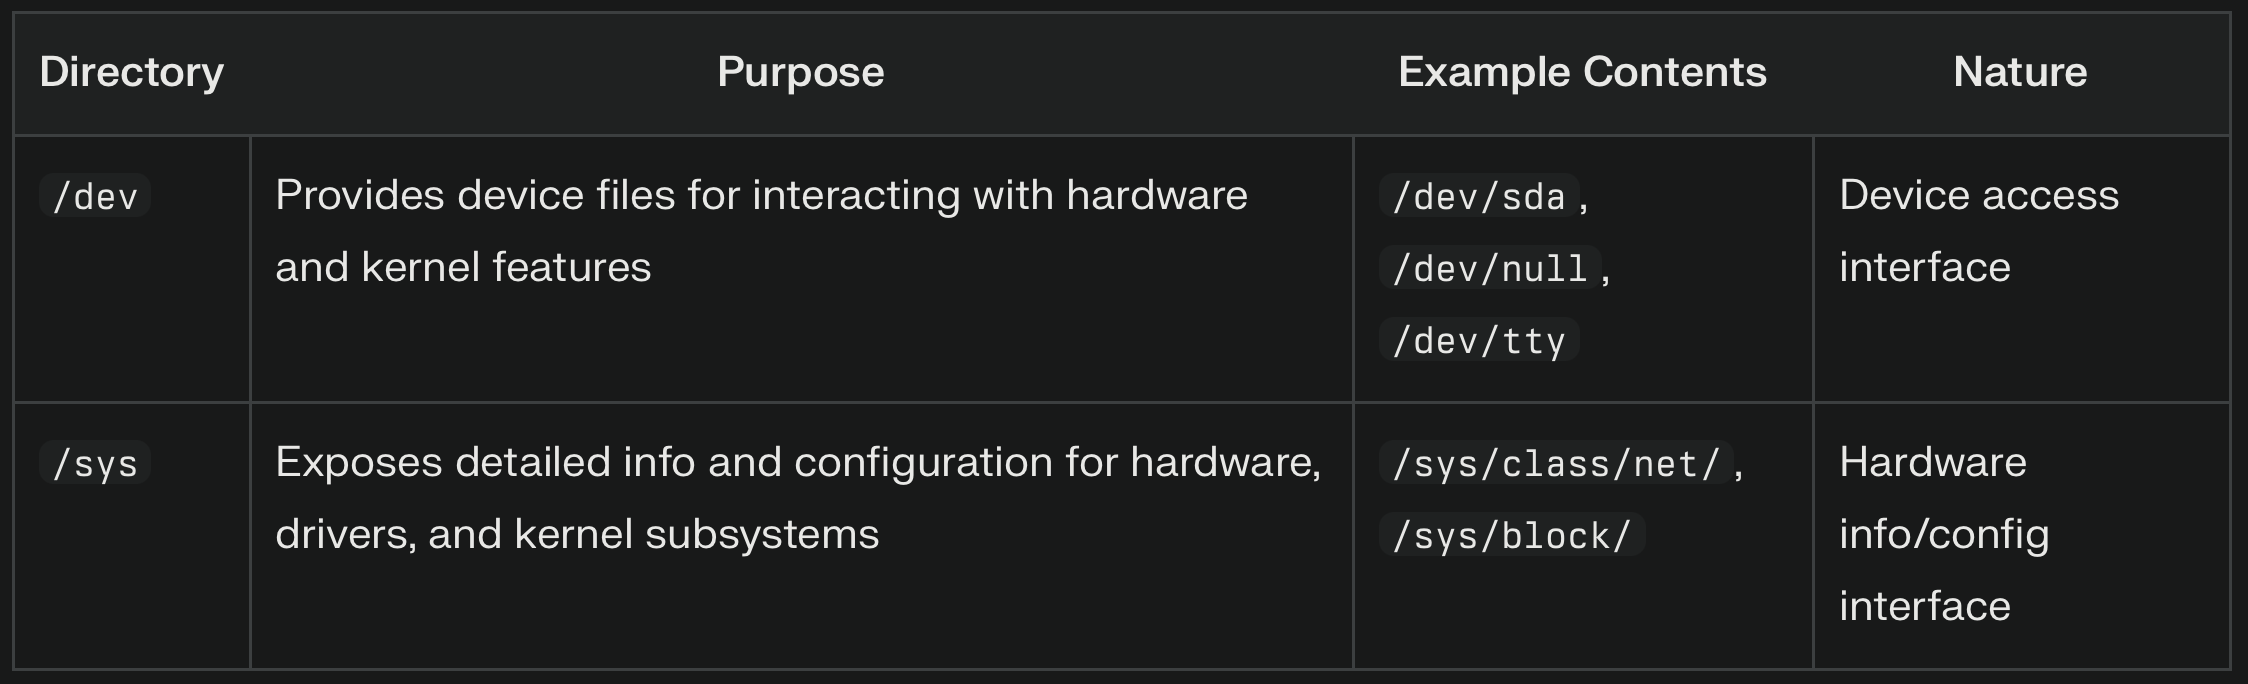 Directory Purpose Example Contents Nature
/dev
Provides device files for interacting with hardware
and kernel features
/dev/sda,
/dev/null,
/dev/tty
Device access
interface
/sys
Exposes detailed info and configuration for hardware,
drivers, and kernel subsystems
/sys/class/net/,
/sys/block/
Hardware
info/config
interface